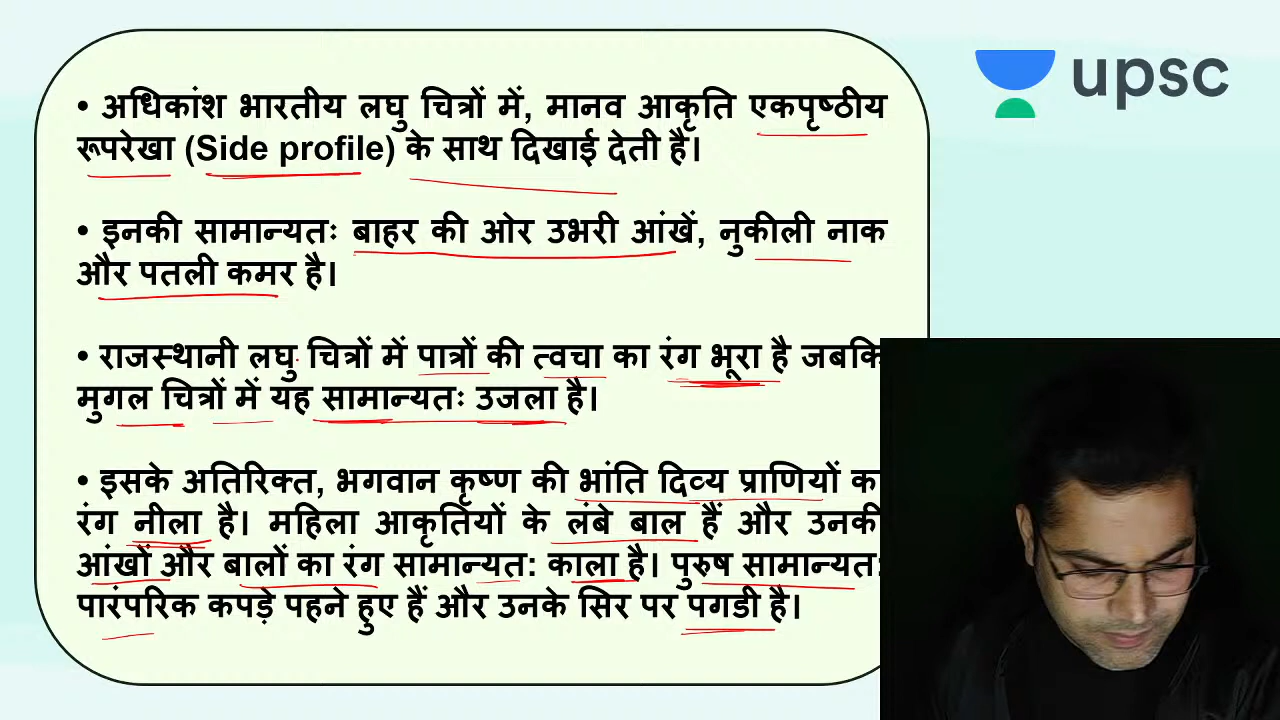 • अधिकांश भारतीय लघु चित्रों में, मानव आकृति एकपृष्ठीय
रूपरेखा (Side profile) के साथ दिखाई देती है।
• इनकी सामान्यतः बाहर की ओर उभरी आंखें, नुकीली नाक
और पतली कमर है।
• राजस्थानी लघु चित्रों में पात्रों की त्वचा का रंग भूरा है जबकि
मुगल चित्रों में यह सामान्यतः उजला है।
• इसके अतिरिक्त, भगवान कृष्ण की भांति दिव्य प्राणियों का
रंग नीला है। महिला आकृतियों के लंबे बाल हैं और उनकी
आंखों और बालों का रंग सामान्यत: काला है। पुरुष सामान्यत:
पारंपरिक कपड़े पहने हुए हैं और उनके सिर पर पगडी है।
upsc